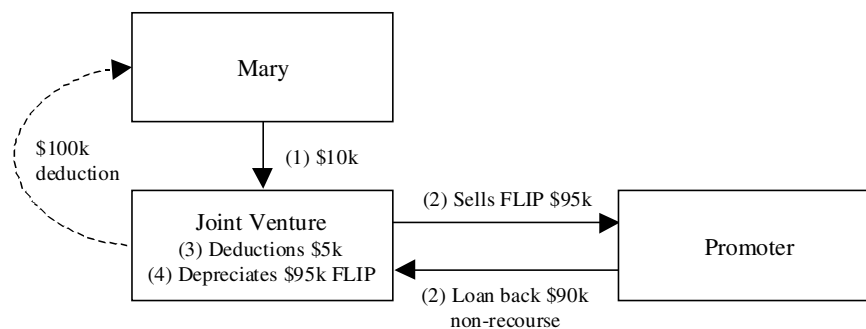 Mary
$100k
deduction
(1) $10k
Joint Venture
(3) Deductions $5k
(4) Depreciates $95k FLIP
(2) Sells FLIP $95k
Promoter
(2) Loan back $90k
non-recourse